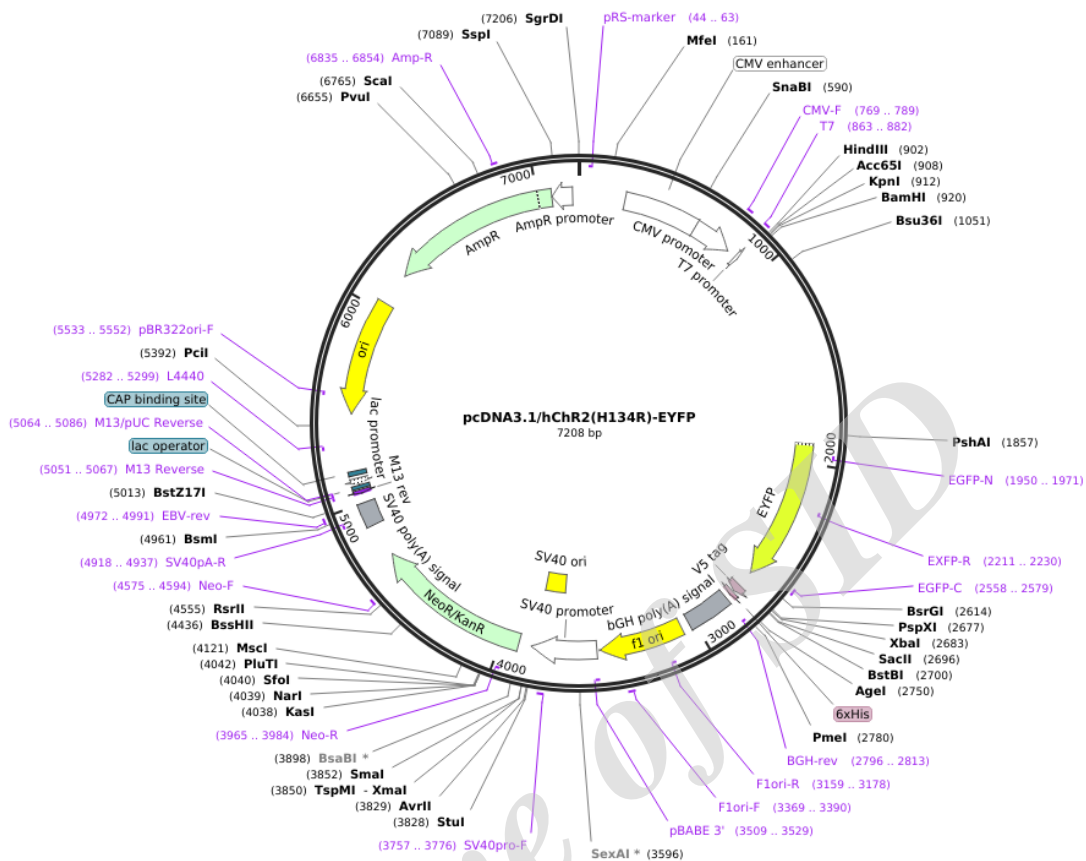 SgrDI (7206)
SspI (7089)
Amp-R (6835 .. 6854)
ScaI (6765)
PvuI (6655)
pRS-marker (44 .. 63)
MfeI (161)
CMV enhancer
SnaBI (590)
CMV-F (769 .. 789)
T7 (863 .. 882)
HindIII (902)
Acc65I (908)
KpnI (912)
BamHI (920)
Bsu36I (1051)
7000
1000
AmpR promoter
AmpR
CMV promoter
T7 promoter
6000
ori
(5533 .. 5552) pBR322ori-F
(5392) PciI
(5282 .. 5299) L4440
CAP binding site
(5064 .. 5086) M13/pUC Reverse
lac operator
(5051 .. 5067) M13 Reverse
(5013) BstZ17I
(4972 .. 4991) EBV-rev
(4961) BsmI
(4918 .. 4937) SV40pA-R
(4575 .. 4594) Neo-F
(4555) RsrII
(4436) BssHII
(4121) MscI
(4042) PluTI
(4040) SfoI
(4039) NarI
(4038) KasI
(3965 .. 3984) Neo-R
(3898) BsaBI *
(3852) SmaI
(3850) TspMI - XmaI
(3829) AvrII
(3828) StuI
(3757 .. 3776) SV40pro-F
lac promoter
M13 rev
SV40 poly(A) signal
5000
NeoR/KanR
4000
pcDNA3.1/hChR2(H134R)-EYFP
7208 bp
SV40 ori
SV40 promoter
f1 ori
bGH poly(A) signal
V5 tag
3000
EYFP
2000
PshAI (1857)
EGFP-N (1950 .. 1971)
EXFP-R (2211 .. 2230)
EGFP-C (2558 .. 2579)
BsrGI (2614)
PspXI (2677)
XbaI (2683)
SacII (2696)
BstBI (2700)
AgeI (2750)
6xHis
PmeI (2780)
BGH-rev (2796 .. 2813)
F1ori-R (3159 .. 3178)
F1ori-F (3369 .. 3390)
pBABE 3' (3509 .. 3529)
SexAI * (3596)
of SID